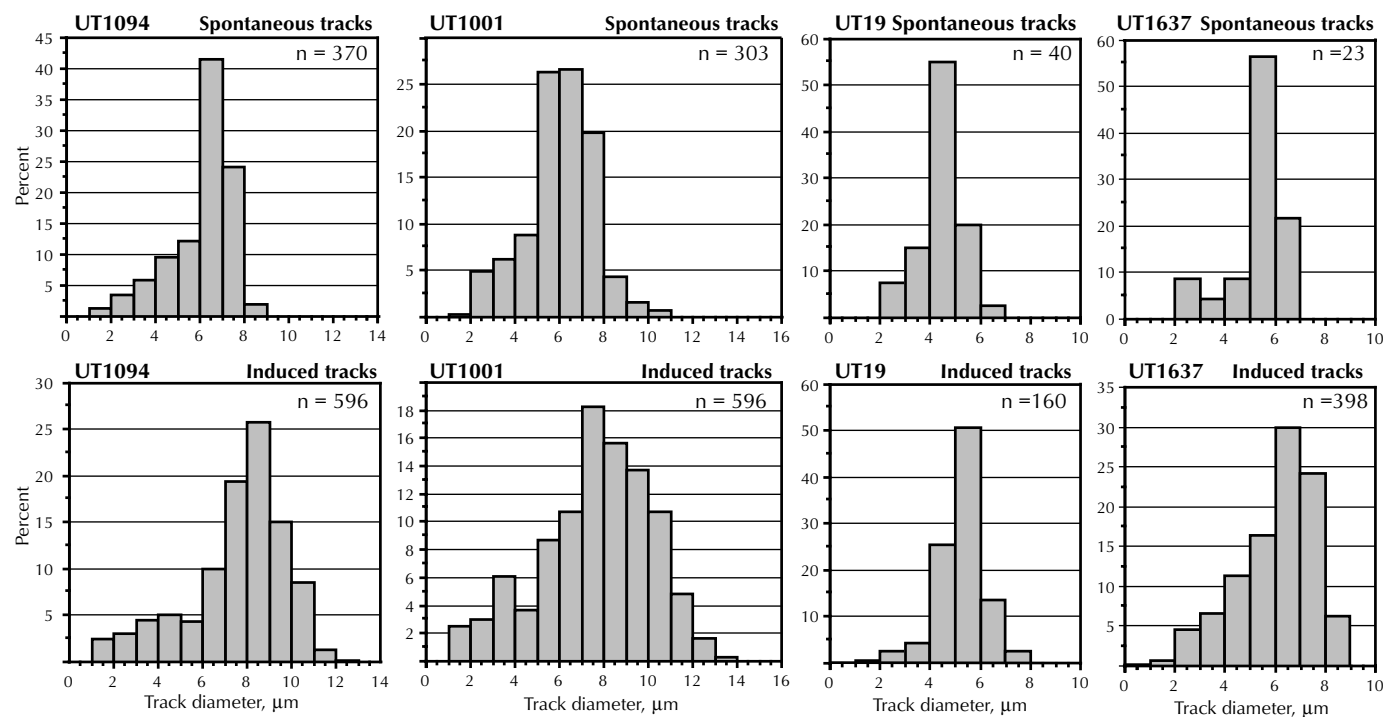 UT1094 Spontaneous tracks
n = 370
45
40
35
30
25
20
15
10
5
Percent
0 2 4 6 8 10 12 14
UT1001 Spontaneous tracks
n = 303
25
20
15
10
5
0 2 4 6 8 10 12 14 16
UT19 Spontaneous tracks
n = 40
60
50
40
30
20
10
0 2 4 6 8 10
UT1637 Spontaneous tracks
n =23
60
50
40
30
20
10
0
0 2 4 6 8 10
UT1094 Induced tracks
n = 596
30
25
20
15
10
5
Percent
0 2 4 6 8 10 12 14
Track diameter, µm
UT1001 Induced tracks
n = 596
18
16
14
12
10
8
6
4
2
0 2 4 6 8 10 12 14 16
Track diameter, µm
UT19 Induced tracks
n =160
60
50
40
30
20
10
0 2 4 6 8 10
Track diameter, µm
UT1637 Induced tracks
n =398
35
30
25
20
15
10
5
0 2 4 6 8 10
Track diameter, µm